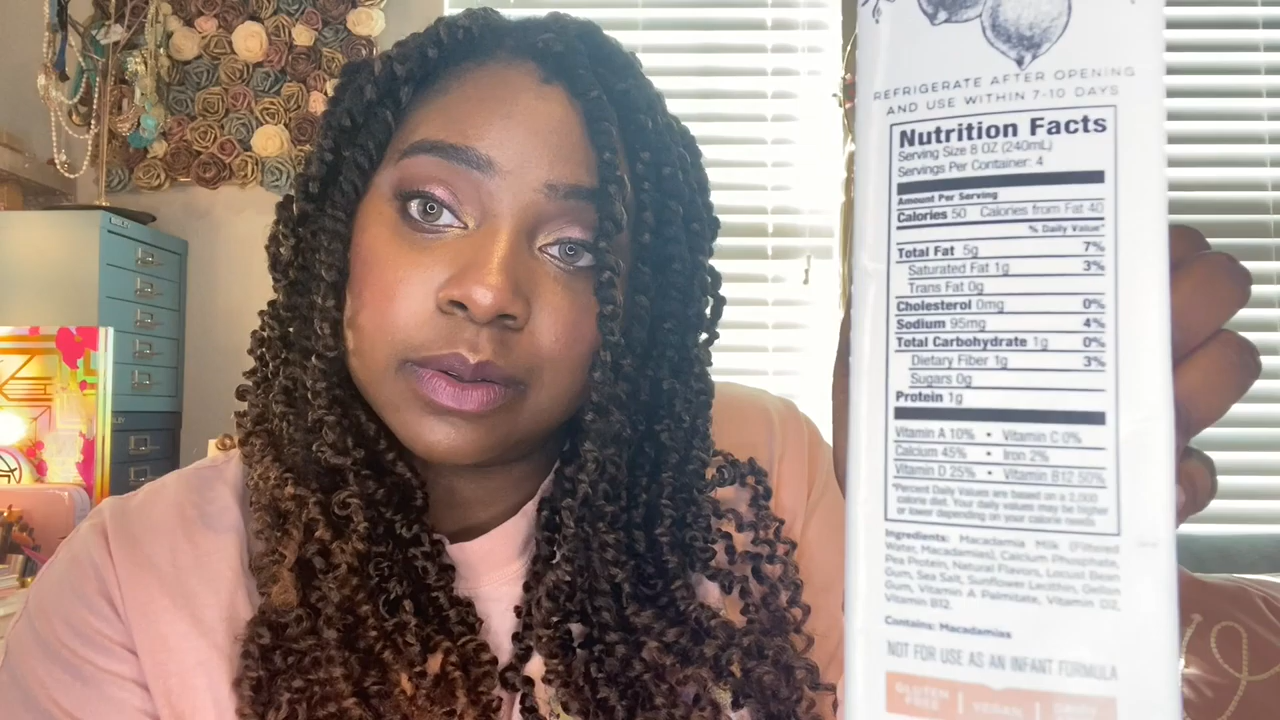 REFRIGERATE AFTER OPENING
AND USE WITHIN 7-10 DAYS
Nutrition Facts
Serving Size 8 OZ (240mL)
Servings Per Container: 4
Amount Per Serving
Calories 50 Calories from Fat 40
% Daily Value*
Total Fat 5g 7%
Saturated Fat 1g 3%
Trans Fat 0g
Cholesterol 0mg 0%
Sodium 95mg 4%
Total Carbohydrate 1g 0%
Dietary Fiber 1g 3%
Sugars 0g
Protein 1g
Vitamin A 10% • Vitamin C 0%
Calcium 45% • Iron 2%
Vitamin D 25% • Vitamin B12 50%
*Percent Daily Values are based on a 2,000
calorie diet. Your daily values may be higher
or lower depending on your calorie needs
Ingredients: Macadamia Milk (Filtered
Water, Macadamias), Calcium Phosphate,
Pea Protein, Natural Flavors, Locust Bean
Gum, Sea Salt, Sunflower Lecithin, Gellan
Gum, Vitamin A Palmitate, Vitamin D2,
Vitamin B12.
Contains: Macadamias
NOT FOR USE AS AN INFANT FORMULA
GLUTEN FREE | VEGAN |